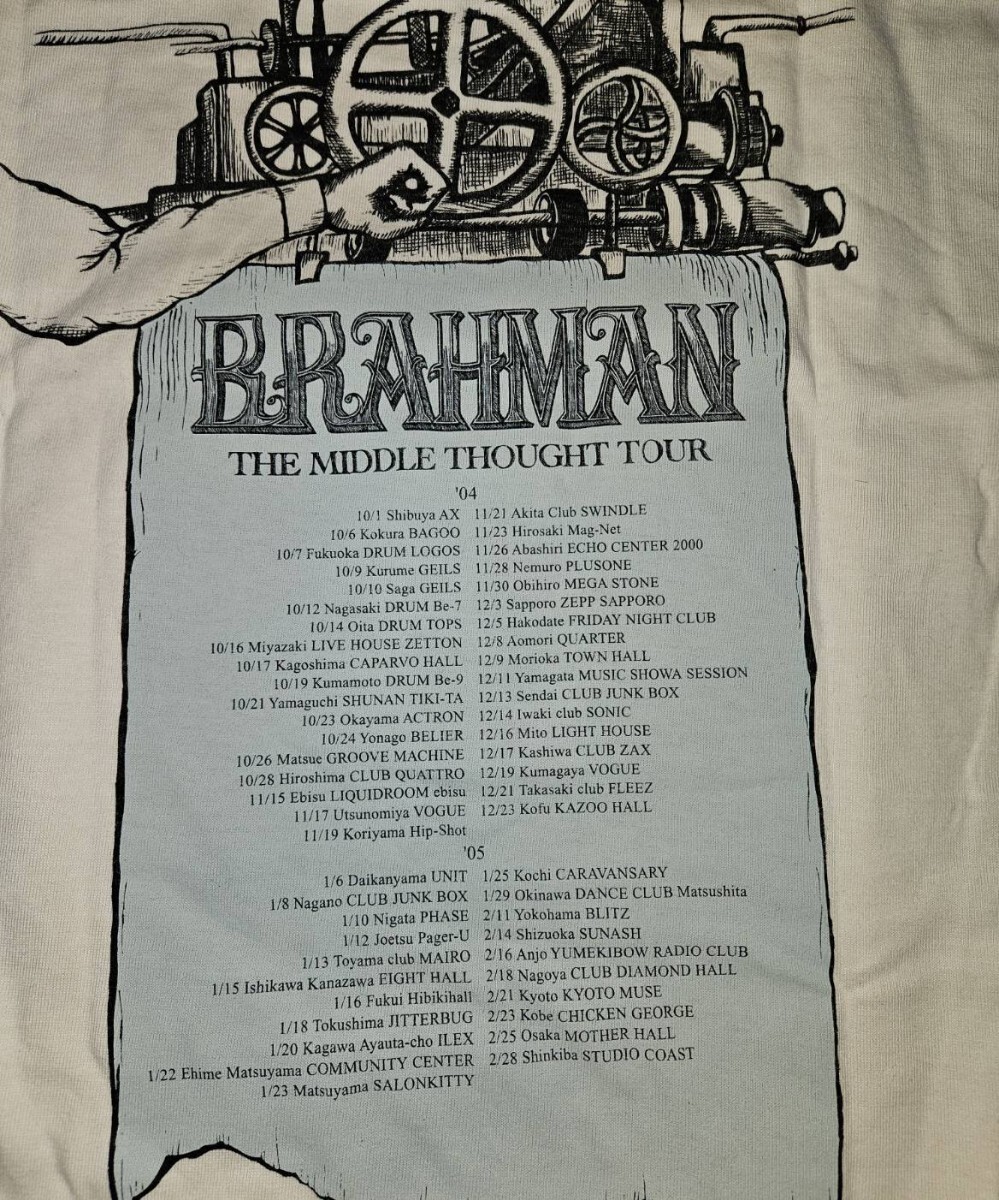 BRAHMAN
THE MIDDLE THOUGHT TOUR
'04
10/1 Shibuya AX
10/6 Kokura BAGOO
10/7 Fukuoka DRUM LOGOS
10/9 Kurume GEILS
10/10 Saga GEILS
10/12 Nagasaki DRUM Be-7
10/14 Oita DRUM TOPS
10/16 Miyazaki LIVE HOUSE ZETTON
10/17 Kagoshima CAPARVO HALL
10/19 Kumamoto DRUM Be-9
10/21 Yamaguchi SHUNAN TIKI-TA
10/23 Okayama ACTRON
10/24 Yonago BELIER
10/26 Matsue GROOVE MACHINE
10/28 Hiroshima CLUB QUATTRO
11/15 Ebisu LIQUIDROOM ebisu
11/17 Utsunomiya VOGUE
11/19 Koriyama Hip-Shot
11/21 Akita Club SWINDLE
11/23 Hirosaki Mag-Net
11/26 Abashiri ECHO CENTER 2000
11/28 Nemuro PLUSONE
11/30 Obihiro MEGA STONE
12/3 Sapporo ZEPP SAPPORO
12/5 Hakodate FRIDAY NIGHT CLUB
12/8 Aomori QUARTER
12/9 Morioka TOWN HALL
12/11 Yamagata MUSIC SHOWA SESSION
12/13 Sendai CLUB JUNK BOX
12/14 Iwaki club SONIC
12/16 Mito LIGHT HOUSE
12/17 Kashiwa CLUB ZAX
12/19 Kumagaya VOGUE
12/21 Takasaki club FLEEZ
12/23 Kofu KAZOO HALL
'05
1/6 Daikanyama UNIT
1/8 Nagano CLUB JUNK BOX
1/10 Nigata PHASE
1/12 Joetsu Pager-U
1/13 Toyama club MAIRO
1/15 Ishikawa Kanazawa EIGHT HALL
1/16 Fukui Hibikihall
1/18 Tokushima JITTERBUG
1/20 Kagawa Ayauta-cho ILEX
1/22 Ehime Matsuyama COMMUNITY CENTER
1/23 Matsuyama SALONKITTY
1/25 Kochi CARAVANSARY
1/29 Okinawa DANCE CLUB Matsushita
2/11 Yokohama BLITZ
2/14 Shizuoka SUNASH
2/16 Anjo YUMEKIBOW RADIO CLUB
2/18 Nagoya CLUB DIAMOND HALL
2/21 Kyoto KYOTO MUSE
2/23 Kobe CHICKEN GEORGE
2/25 Osaka MOTHER HALL
2/28 Shinkiba STUDIO COAST